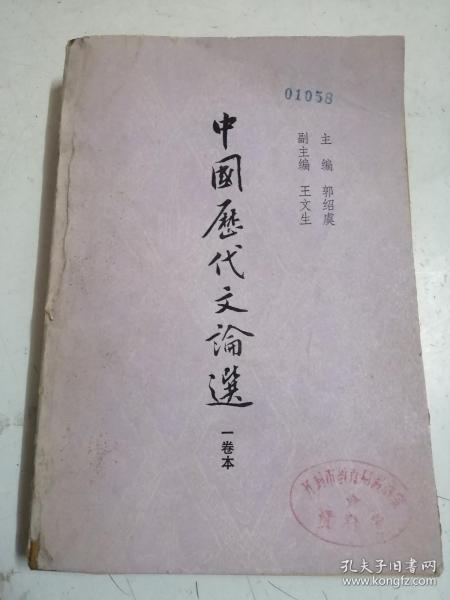 01058
主编 郭绍虞
副主编 王文生
中國歷代文論選
一卷本
孔夫子旧书网
www.kongfz.com